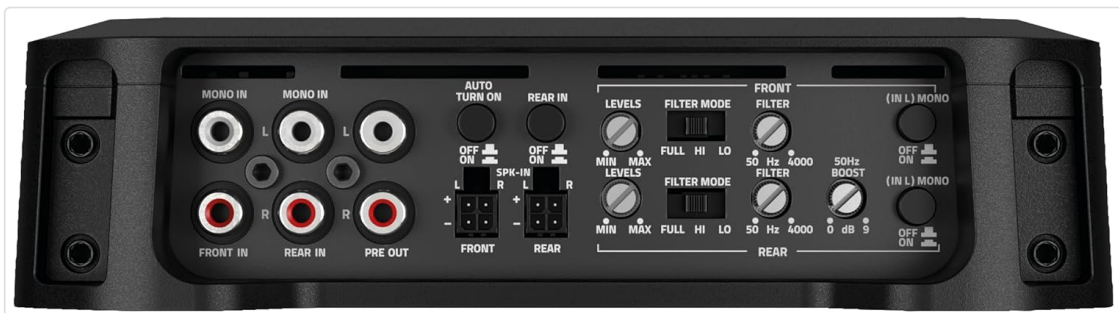 MONO IN
MONO IN
L
L
R
R
FRONT IN
REAR IN
PRE OUT
AUTO
TURN ON
REAR IN
OFF
ON
OFF
ON
SPK-IN
L R
L R
+
-
+
-
FRONT
REAR
FRONT
LEVELS
MIN MAX
FILTER MODE
FULL HI LO
FILTER
50 Hz 4000
(IN L) MONO
OFF
ON
LEVELS
MIN MAX
FILTER MODE
FULL HI LO
FILTER
50 Hz 4000
50Hz
BOOST
0 dB 9
(IN L) MONO
OFF
ON
REAR